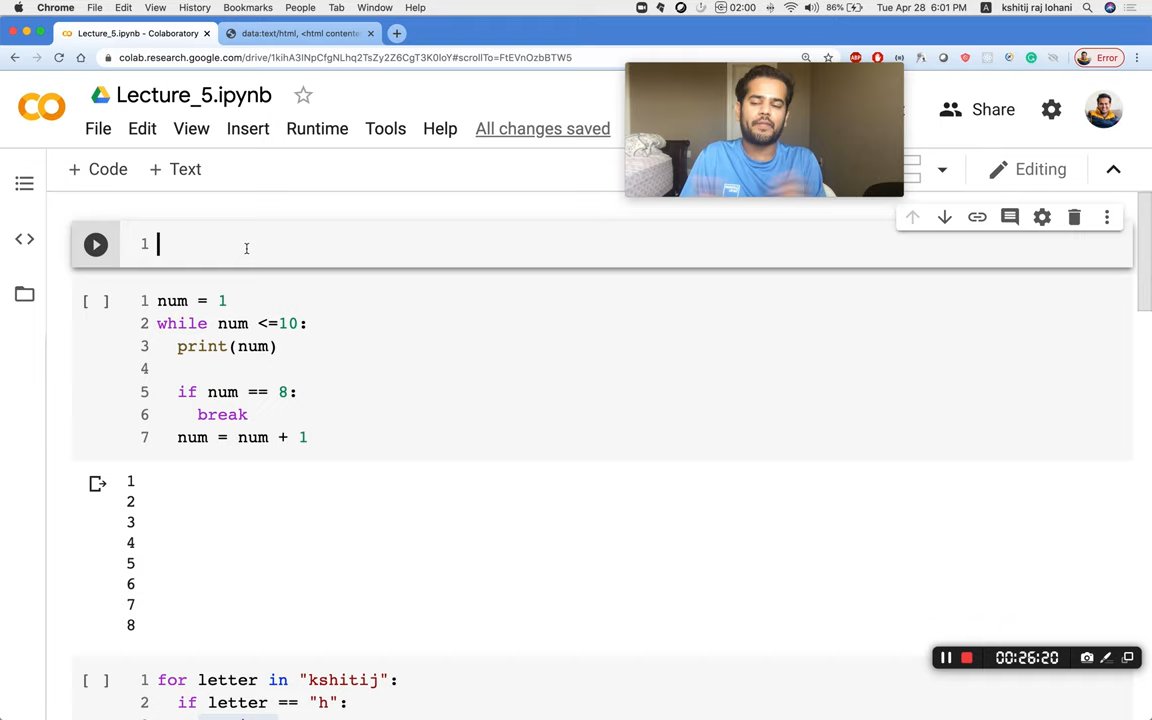 Chrome File Edit View History Bookmarks People Tab Window Help 02:00 86% Tue Apr 28 6:01 PM kshitij raj lohani
Lecture_5.ipynb - Colaboratory data:text/html, <html contente
colab.research.google.com/drive/1kihA3lNpCfgNLhq2TsZy2Z6CgT3K0loY#scrollTo=FtEVnOzbBTW5 Error
Lecture_5.ipynb
Share
File Edit View Insert Runtime Tools Help All changes saved
+ Code + Text
Editing
1
[ ] 1 num = 1
2 while num <=10:
3 print(num)
4
5 if num == 8:
6 break
7 num = num + 1
1
2
3
4
5
6
7
8
[ ] 1 for letter in "kshitij":
2 if letter == "h":
00:26:20